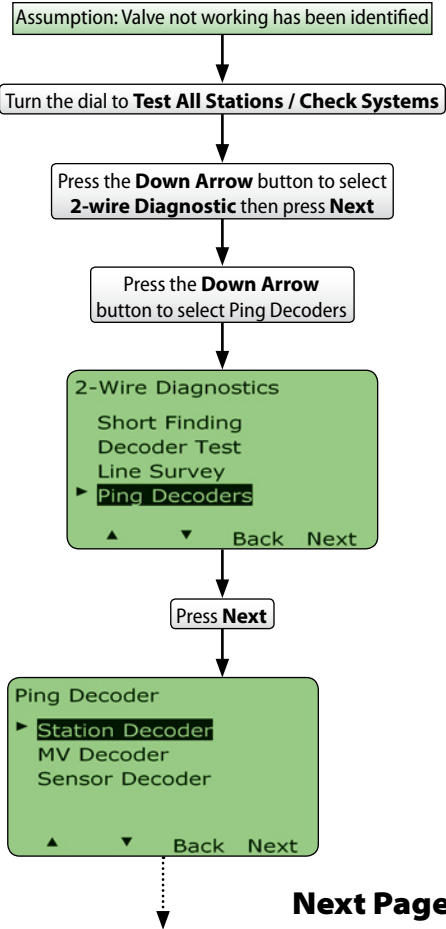 Assumption: Valve not working has been identified
Turn the dial to Test All Stations / Check Systems
Press the Down Arrow button to select
2-wire Diagnostic then press Next
Press the Down Arrow
button to select Ping Decoders
2-Wire Diagnostics
Short Finding
Decoder Test
Line Survey
► Ping Decoders
▲ ▼ Back Next
Press Next
Ping Decoder
► Station Decoder
MV Decoder
Sensor Decoder
▲ ▼ Back Next
Next Page